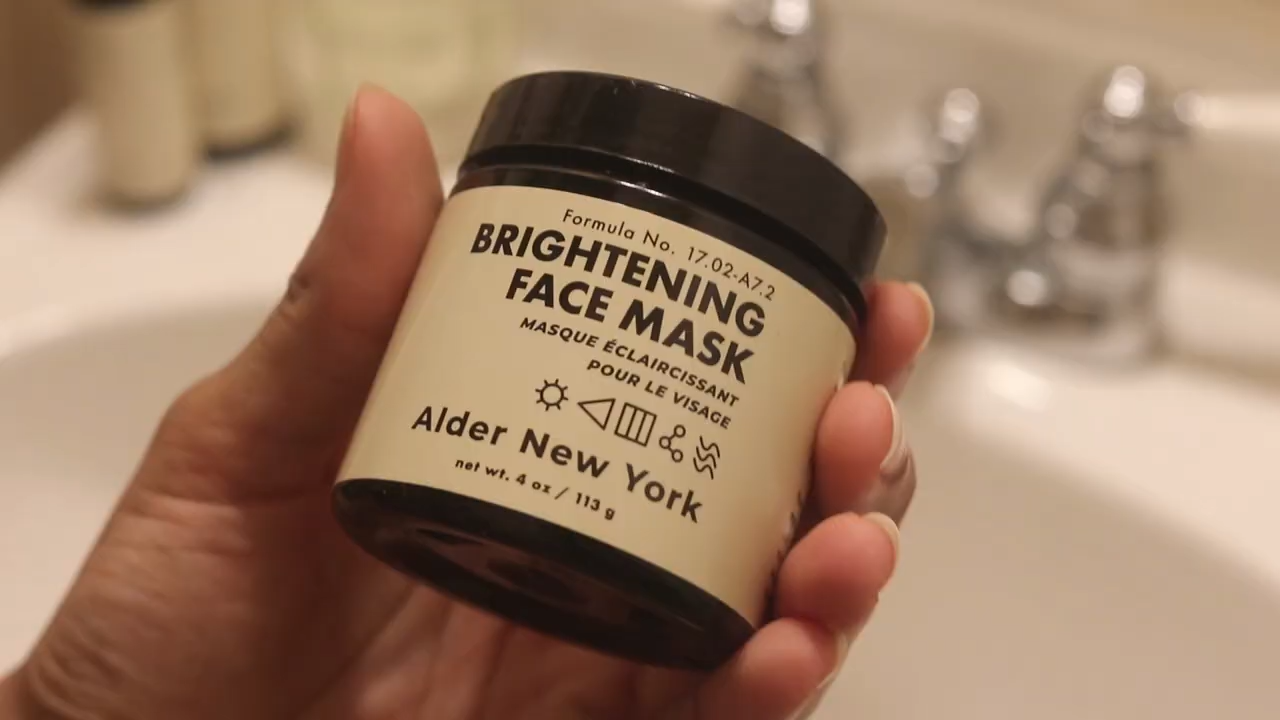 Formula No. 17.02-A7.2
BRIGHTENING
FACE MASK
MASQUE ÉCLAIRCISSANT
POUR LE VISAGE
Alder New York
net wt. 4 oz / 113 g